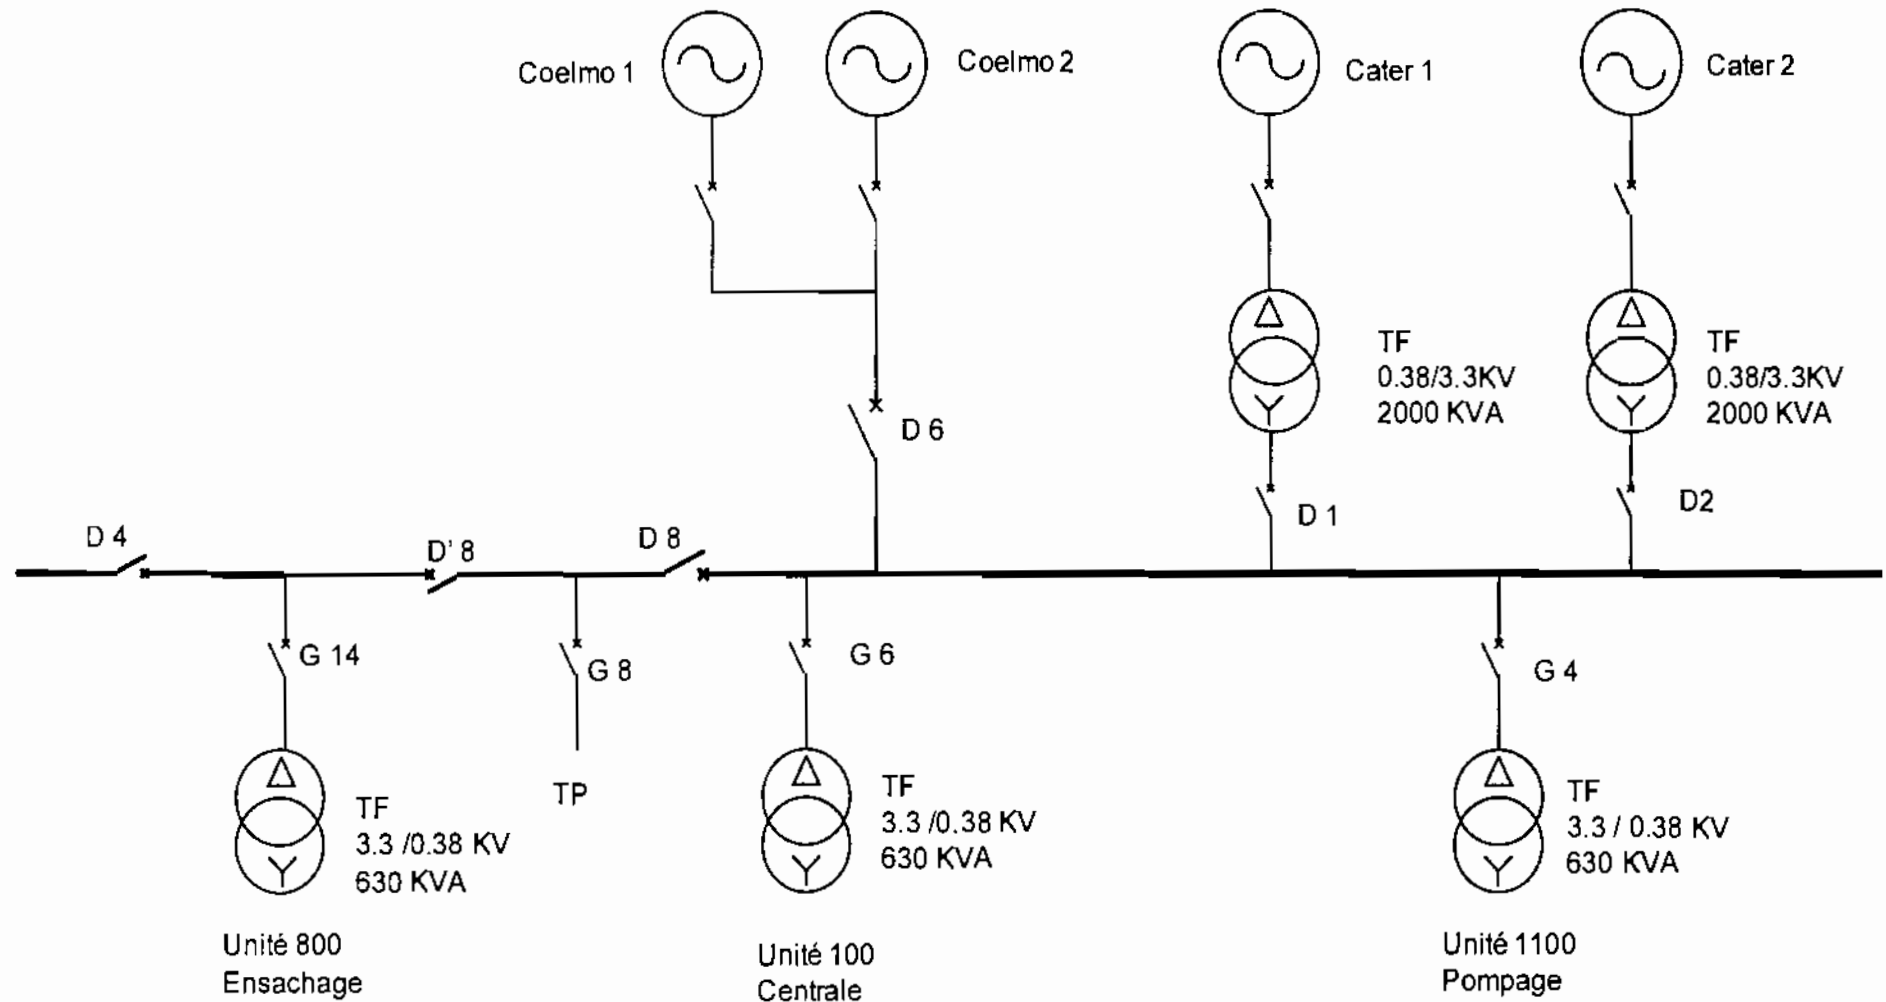 Coelmo 1
Coelmo 2
Cater 1
Cater 2
TF
0.38/3.3KV
2000 KVA
TF
0.38/3.3KV
2000 KVA
D 6
D 1
D2
D 4
D' 8
D 8
G 14
G 8
G 6
G 4
TP
TF
3.3 /0.38 KV
630 KVA
TF
3.3 /0.38 KV
630 KVA
TF
3.3 / 0.38 KV
630 KVA
Unité 800
Ensachage
Unité 100
Centrale
Unité 1100
Pompage